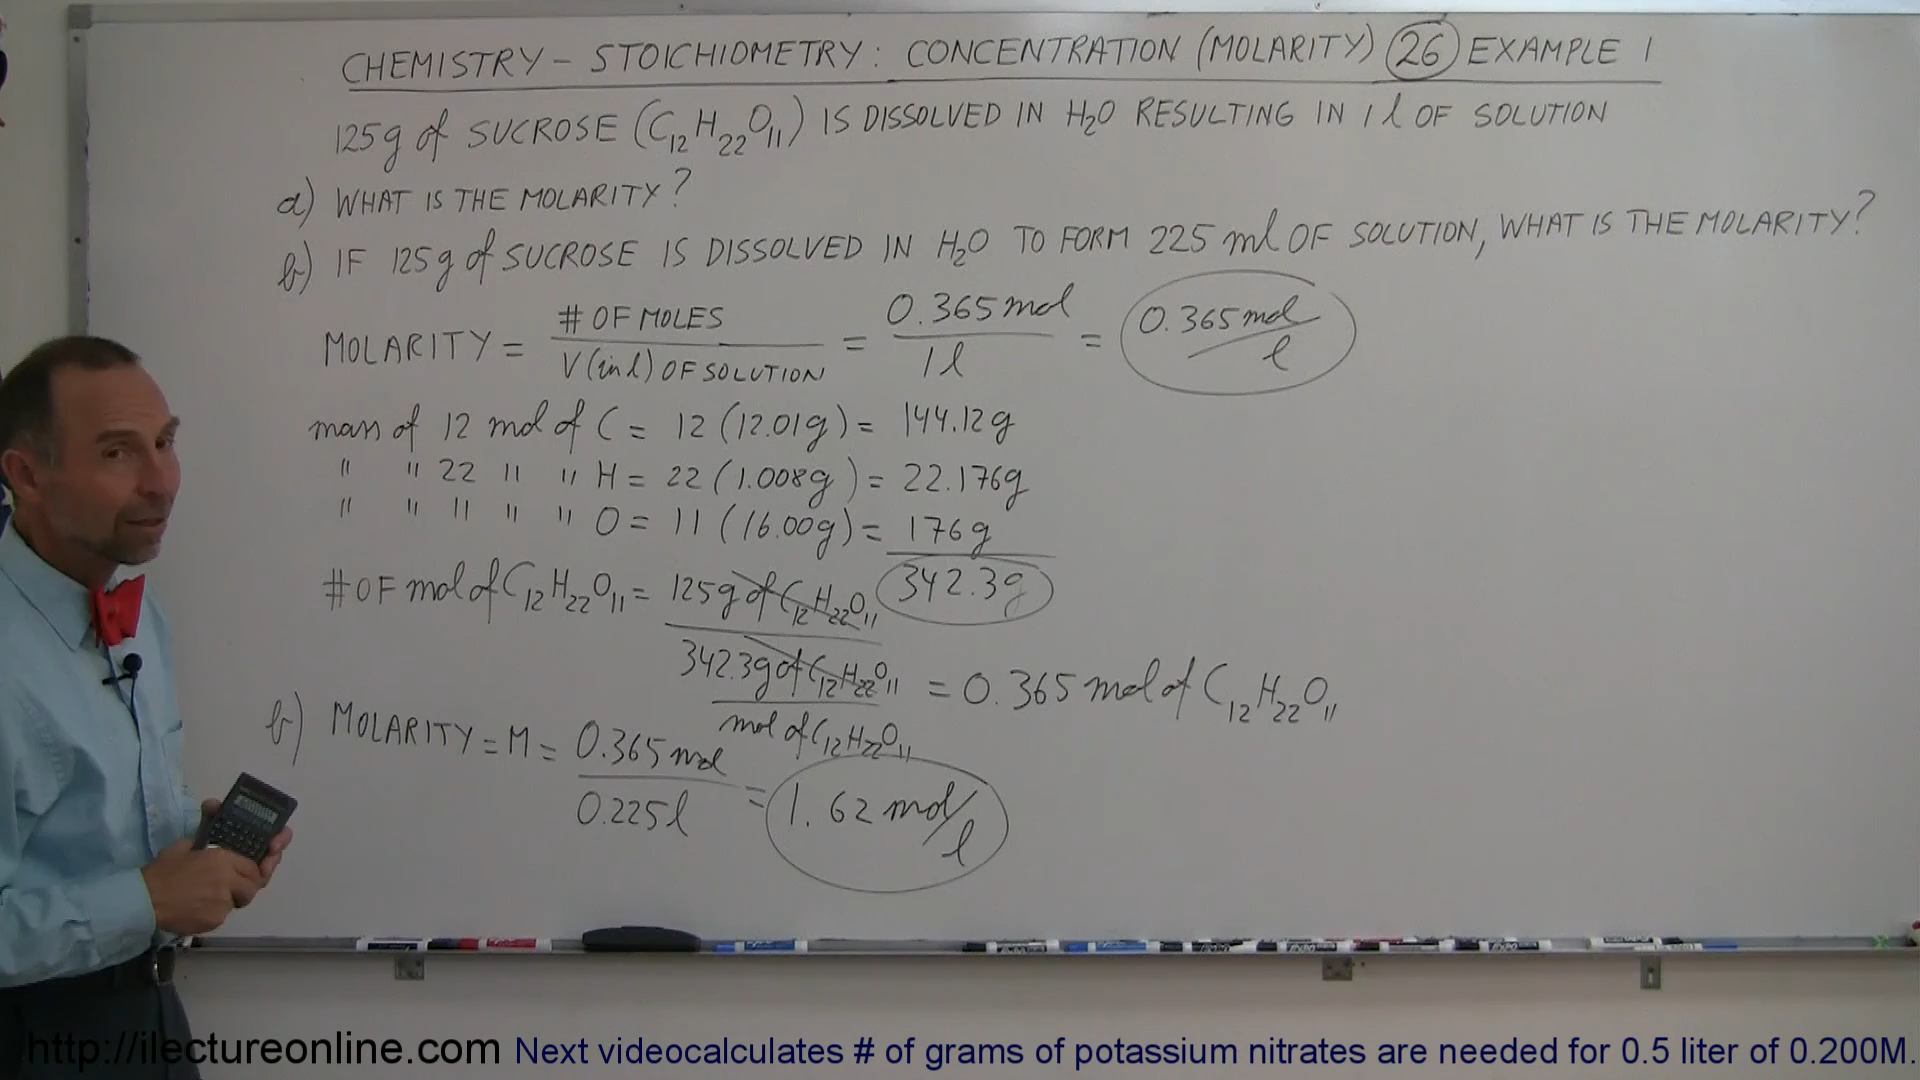 CHEMISTRY – STOICHIOMETRY: CONCENTRATION (MOLARITY) 26 EXAMPLE 1
125g of SUCROSE (C₁₂H₂₂O₁₁) IS DISSOLVED IN H₂O RESULTING IN 1 l OF SOLUTION
a) WHAT IS THE MOLARITY?
b) IF 125g of SUCROSE IS DISSOLVED IN H₂O TO FORM 225 ml OF SOLUTION, WHAT IS THE MOLARITY?
MOLARITY = # OF MOLES / V (in l) OF SOLUTION = 0.365 mol / 1 l = 0.365 mol / l
mass of 12 mol of C = 12 (12.01g) = 144.12g
" " 22 " " H = 22 (1.008g) = 22.176g
" " 11 " " O = 11 (16.00g) = 176g
342.3g
# OF mol of C₁₂H₂₂O₁₁ = 125g of C₁₂H₂₂O₁₁ / 342.3g of C₁₂H₂₂O₁₁ / mol of C₁₂H₂₂O₁₁ = 0.365 mol of C₁₂H₂₂O₁₁
b) MOLARITY = M = 0.365 mol / 0.225 l = 1.62 mol / l
http://ilectureonline.com Next videocalculates # of grams of potassium nitrates are needed for 0.5 liter of 0.200M.